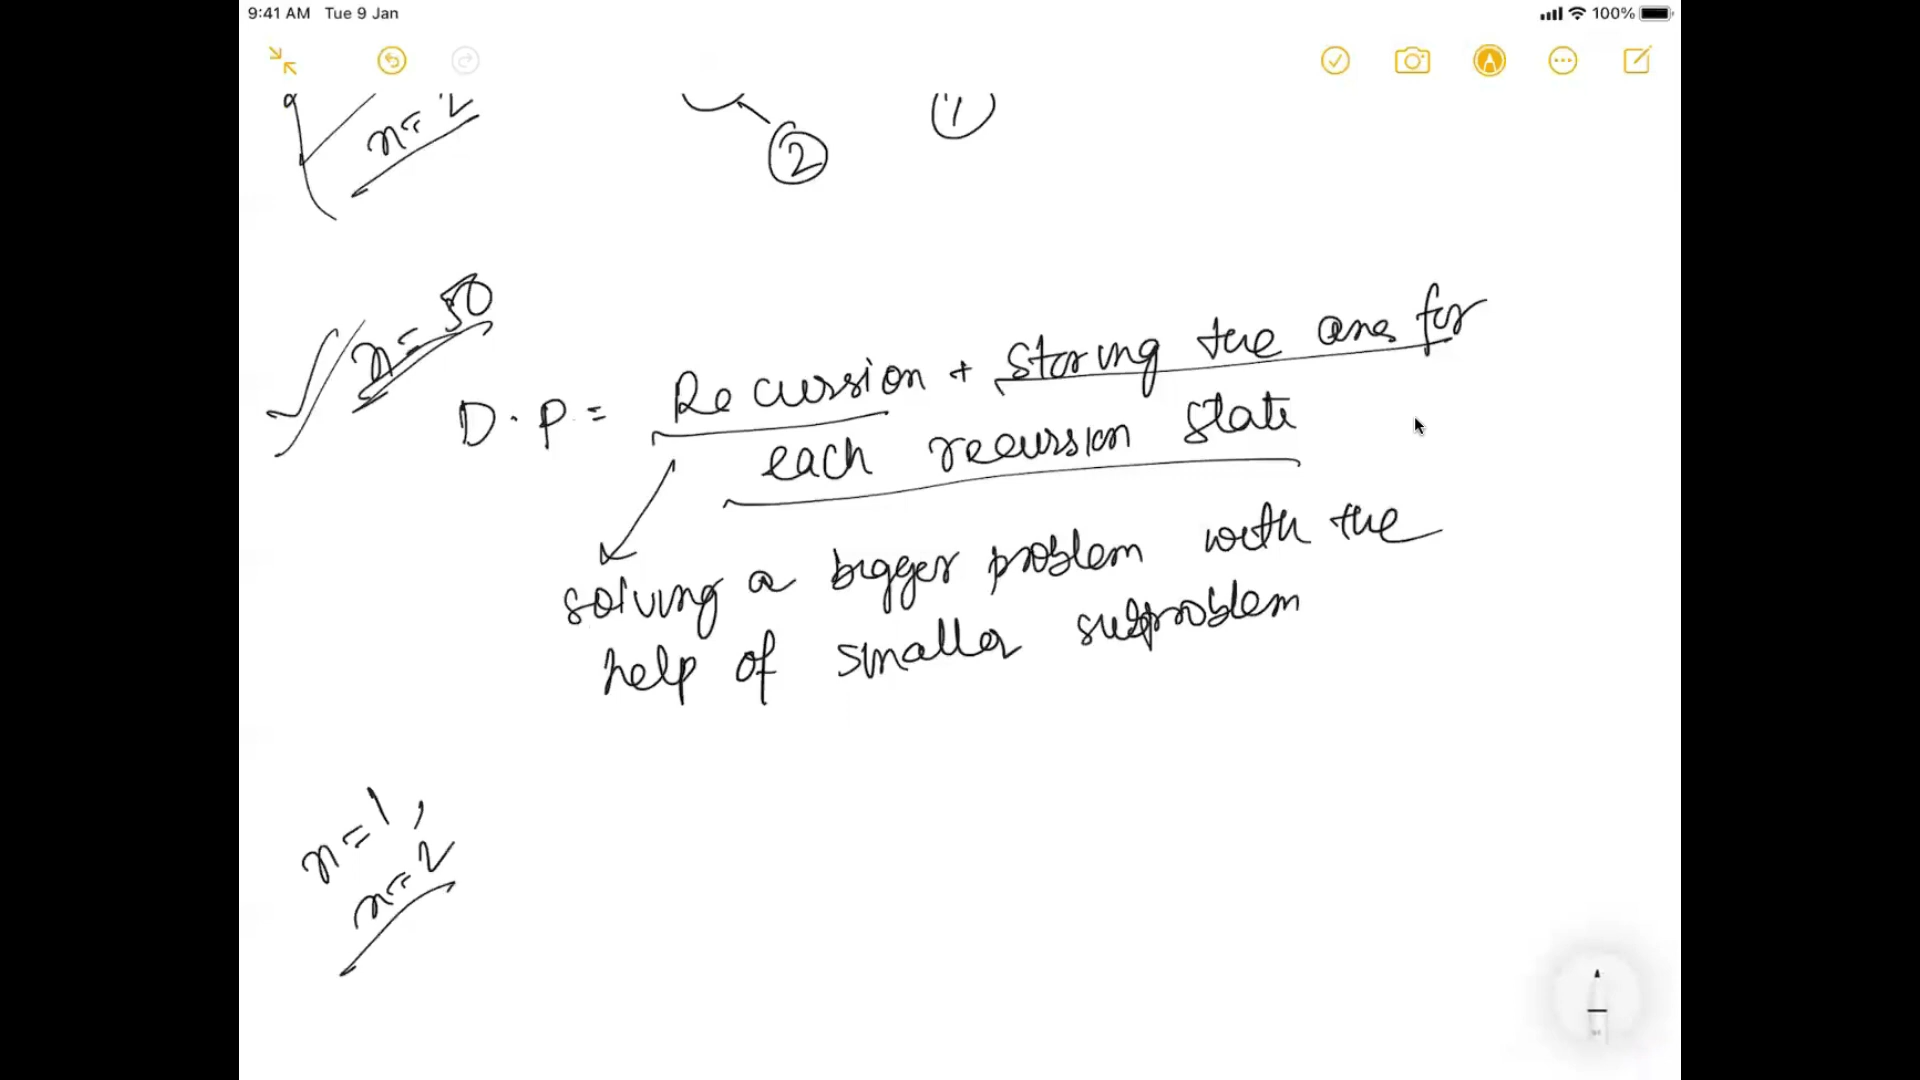 9:41 AM Tue 9 Jan
100%
n = 2
2
1
n = 50
D.P = Recursion + storing the ans for
each recursion state
solving a bigger problem with the
help of smaller subproblem
n = 1,
n = 2